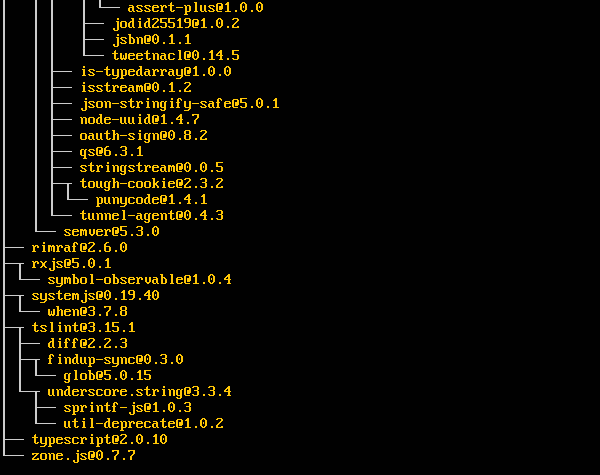 assert-plus@1.0.0
jodid25519@1.0.2
jsbn@0.1.1
tweetnacl@0.14.5
is-typedarray@1.0.0
isstream@0.1.2
json-stringify-safe@5.0.1
node-uuid@1.4.7
oauth-sign@0.8.2
qs@6.3.1
stringstream@0.0.5
tough-cookie@2.3.2
punycode@1.4.1
tunnel-agent@0.4.3
semver@5.3.0
rimraf@2.6.0
rxjs@5.0.1
symbol-observable@1.0.4
systemjs@0.19.40
when@3.7.8
tslint@3.15.1
diff@2.2.3
findup-sync@0.3.0
glob@5.0.15
underscore.string@3.3.4
sprintf-js@1.0.3
util-deprecate@1.0.2
typescript@2.0.10
zone.js@0.7.7